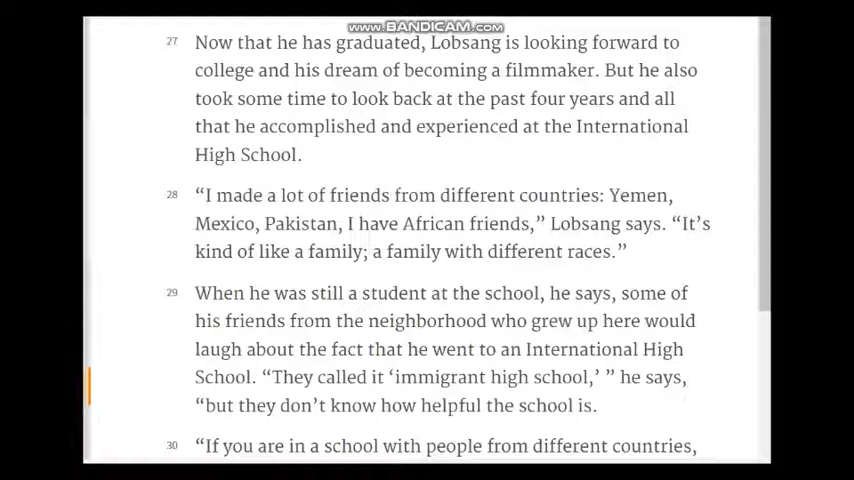 www.BANDICAM.com
27 Now that he has graduated, Lobsang is looking forward to
college and his dream of becoming a filmmaker. But he also
took some time to look back at the past four years and all
that he accomplished and experienced at the International
High School.
28 “I made a lot of friends from different countries: Yemen,
Mexico, Pakistan, I have African friends,” Lobsang says. “It’s
kind of like a family; a family with different races.”
29 When he was still a student at the school, he says, some of
his friends from the neighborhood who grew up here would
laugh about the fact that he went to an International High
School. “They called it ‘immigrant high school,’ ” he says,
“but they don’t know how helpful the school is.
30 “If you are in a school with people from different countries,